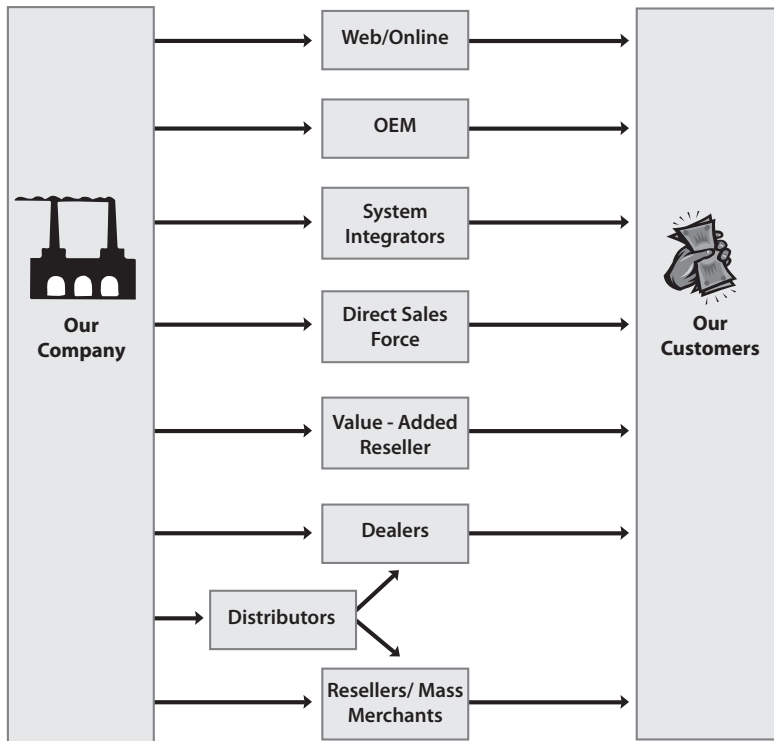 Web/Online
OEM
System
Integrators
Our
Company
Direct Sales
Force
Our
Customers
Value - Added
Reseller
Dealers
Distributors
Resellers/ Mass
Merchants